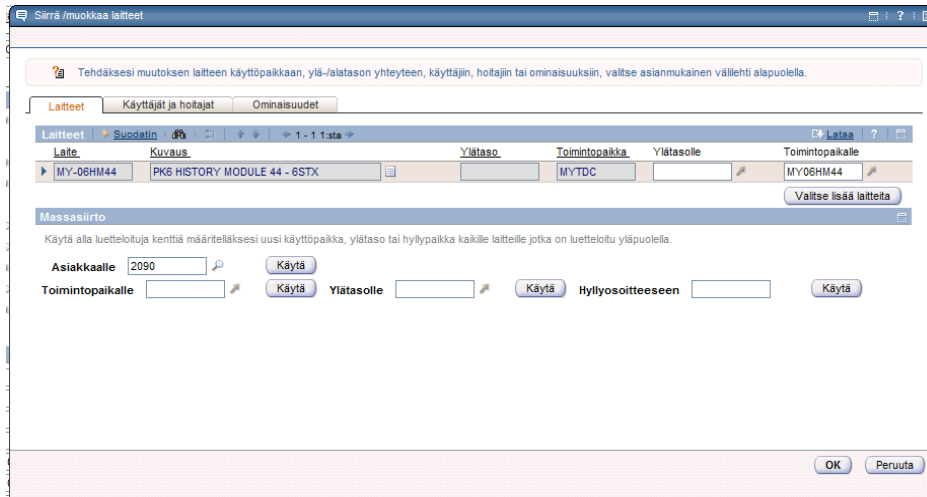 Siirrä /muokkaa laitteet
Tehdäksesi muutoksen laitteen käyttöpaikkaan, ylä-/alatason yhteyteen, käyttäjiin, hoitajiin tai ominaisuuksiin, valitse asianmukainen välilehti alapuolella.
Laitteet Käyttäjät ja hoitajat Ominaisuudet
Laitteet Suodatin 1 - 1 1:sta Lataa ?
Laite Kuvaus Ylätaso Toimintopaikka Ylätasolle Toimintopaikalle
MY-06HM44 PK6 HISTORY MODULE 44 - 6STX MYTDC MY06HM44
Valitse lisää laitteita
Massasiirto
Käytä alla luetteloituja kenttiä määritelläksesi uusi käyttöpaikka, ylätaso tai hyllypaikka kaikille laitteille jotka on luetteloitu yläpuolella.
Asiakkaalle 2090 Käytä
Toimintopaikalle Käytä Ylätasolle Käytä Hyllyosoitteeseen Käytä
OK Peruuta